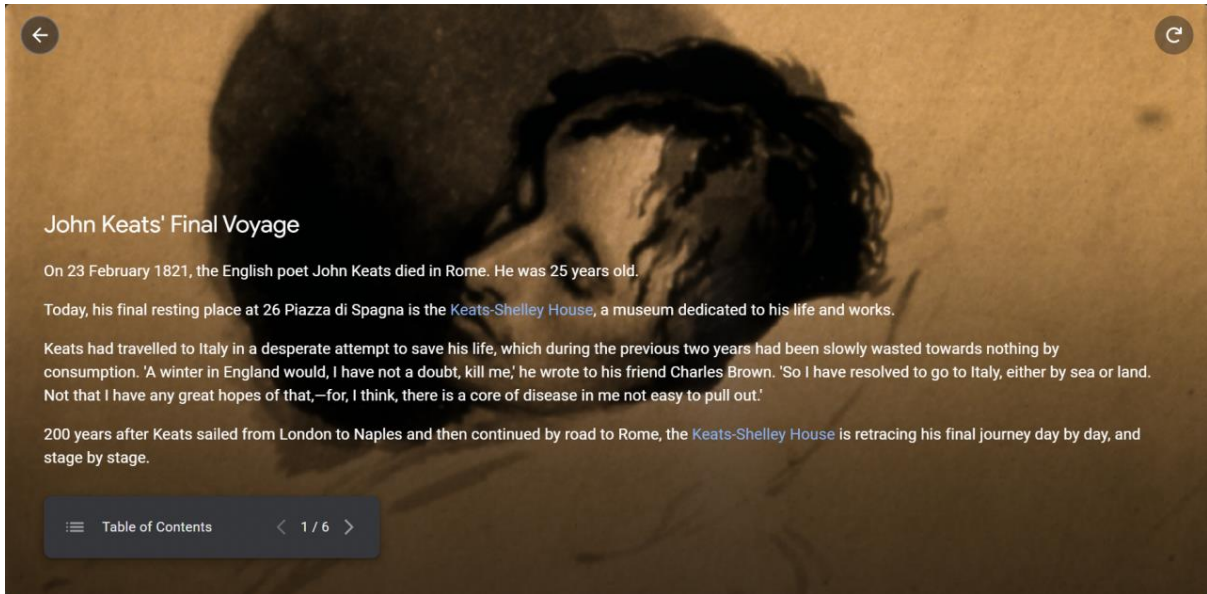 John Keats' Final Voyage
On 23 February 1821, the English poet John Keats died in Rome. He was 25 years old.
Today, his final resting place at 26 Piazza di Spagna is the Keats-Shelley House, a museum dedicated to his life and works.
Keats had travelled to Italy in a desperate attempt to save his life, which during the previous two years had been slowly wasted towards nothing by
consumption. 'A winter in England would, I have not a doubt, kill me,' he wrote to his friend Charles Brown. 'So I have resolved to go to Italy, either by sea or land.
Not that I have any great hopes of that,—for, I think, there is a core of disease in me not easy to pull out.'
200 years after Keats sailed from London to Naples and then continued by road to Rome, the Keats-Shelley House is retracing his final journey day by day, and
stage by stage.
Table of Contents 1 / 6